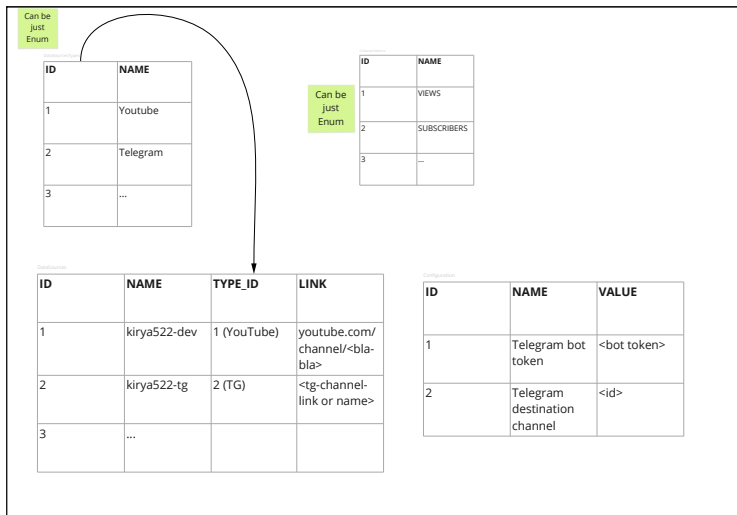 Can be
just
Enum
ID NAME
1 Youtube
2 Telegram
3 ...
Can be
just
Enum
ID NAME
1 VIEWS
2 SUBSCRIBERS
3 ...
DataSources
ID NAME TYPE_ID LINK
1 kirya522-dev 1 (YouTube) youtube.com/
channel/<bla-
bla>
2 kirya522-tg 2 (TG) <tg-channel-
link or name>
3 ...
Configuration
ID NAME VALUE
1 Telegram bot <bot token>
token
2 Telegram <id>
destination
channel